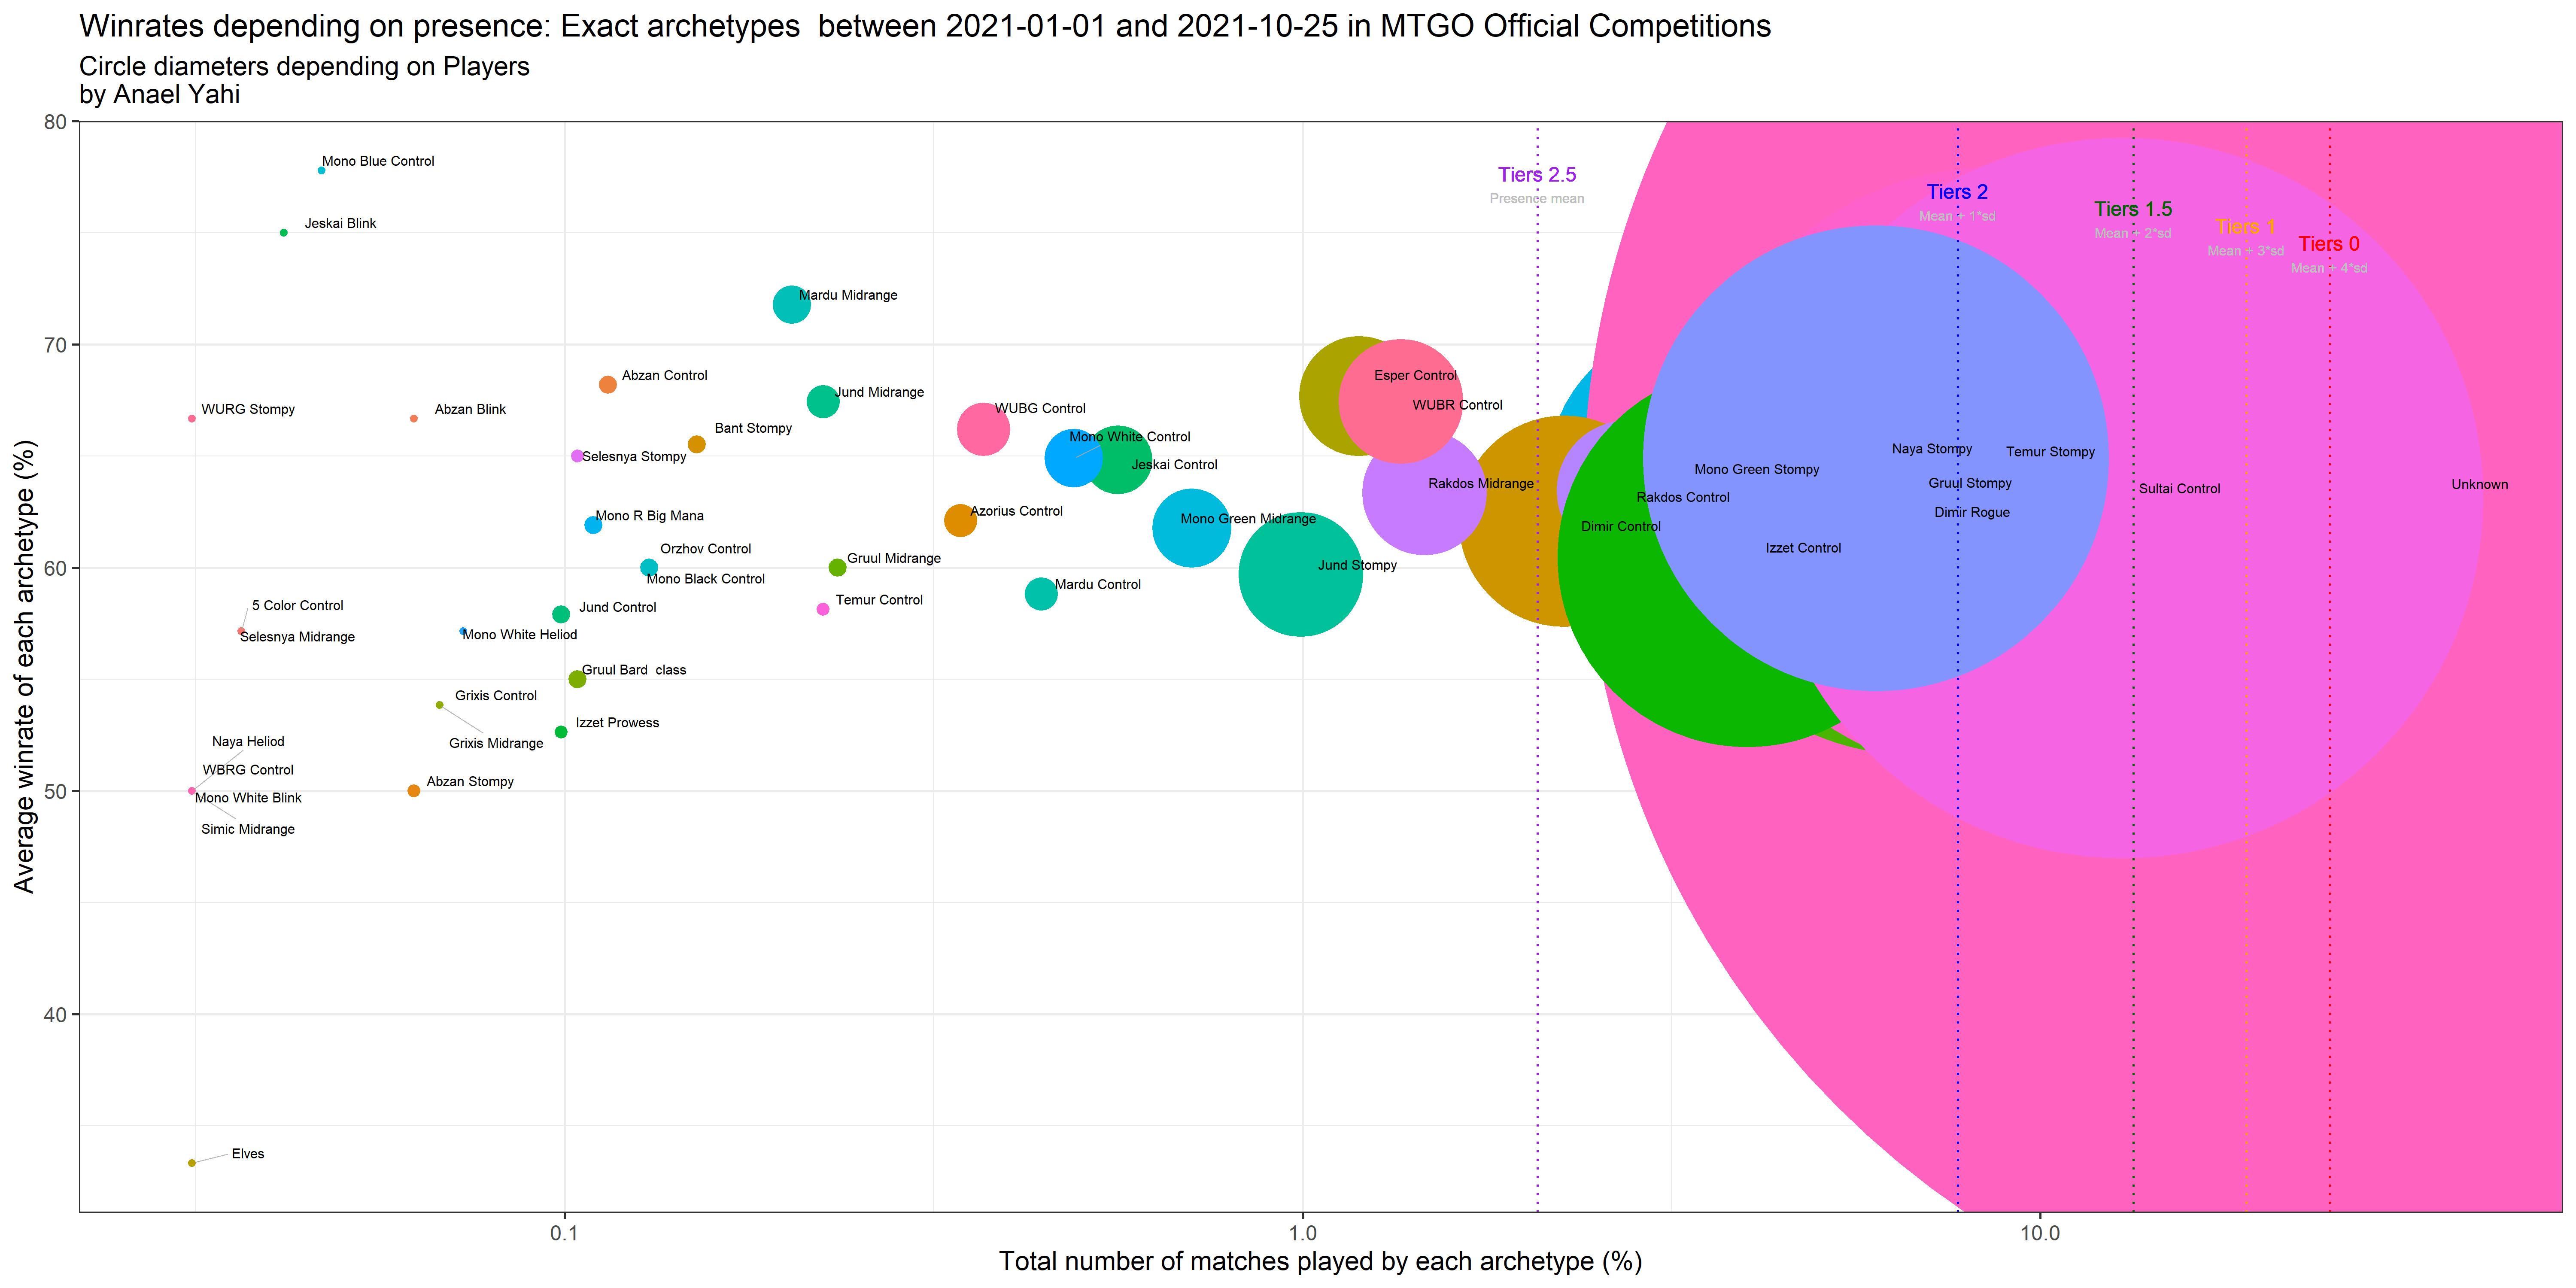 Winrates depending on presence: Exact archetypes  between 2021-01-01 and 2021-10-25 in MTGO Official Competitions
Circle diameters depending on Players
by Anael Yahi
80
70
60
50
40
Average winrate of each archetype (%)
Mono Blue Control
Jeskai Blink
Mardu Midrange
Abzan Control
Jund Midrange
WURG Stompy
Abzan Blink
WUBG Control
Bant Stompy
Mono White Control
Selesnya Stompy
Jeskai Control
Esper Control
WUBR Control
Rakdos Midrange
Azorius Control
Mono R Big Mana
Mono Green Midrange
Orzhov Control
Mono Black Control
Gruul Midrange
Jund Stompy
Mardu Control
Temur Control
5 Color Control
Jund Control
Selesnya Midrange
Mono White Heliod
Gruul Bard  class
Grixis Control
Izzet Prowess
Naya Heliod
Grixis Midrange
WBRG Control
Abzan Stompy
Mono White Blink
Simic Midrange
Elves
Tiers 2.5
Presence mean
Tiers 2
Mean + 1*sd
Tiers 1.5
Mean + 2*sd
Tiers 1
Mean + 3*sd
Tiers 0
Mean + 4*sd
Naya Stompy
Temur Stompy
Mono Green Stompy
Gruul Stompy
Sultai Control
Unknown
Rakdos Control
Dimir Rogue
Dimir Control
Izzet Control
0.1
1.0
10.0
Total number of matches played by each archetype (%)